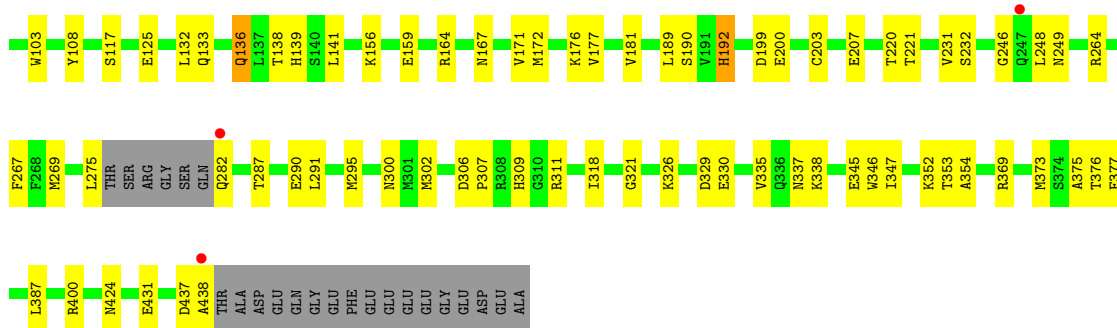 W103 Y108 S117 E125 L132 Q133 Q136 L137 T138 H139 S140 L141 K156 E159 R164 N167 V171 M172 K176 V177 V181 L189 S190 V191 H192 D199 E200 C203 E207 T220 T221 V231 S232 G246 Q247 L248 N249 R264
F267 F268 M269 L275 THR SER ARG GLY SER GLN Q282 T287 E290 L291 M295 N300 M301 M302 D306 P307 R308 H309 G310 R311 I318 G321 K326 D329 E330 V335 Q336 N337 K338 E345 W346 I347 K352 T353 A354 R369 M373 S374 A375 T376 F377
L387 R400 N424 E431 D437 A438 THR ALA ASP GLU GLN GLY GLU PHE GLU GLU GLU GLU GLY GLU ASP GLU ALA